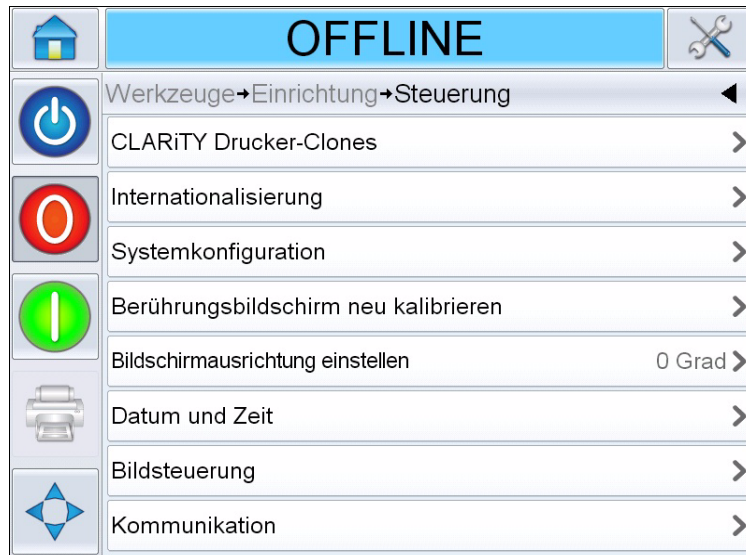 OFFLINE
Werkzeuge→Einrichtung→Steuerung
CLARiTY Drucker-Clones
Internationalisierung
Systemkonfiguration
Berührungsbildschirm neu kalibrieren
Bildschirmausrichtung einstellen 0 Grad
Datum und Zeit
Bildsteuerung
Kommunikation